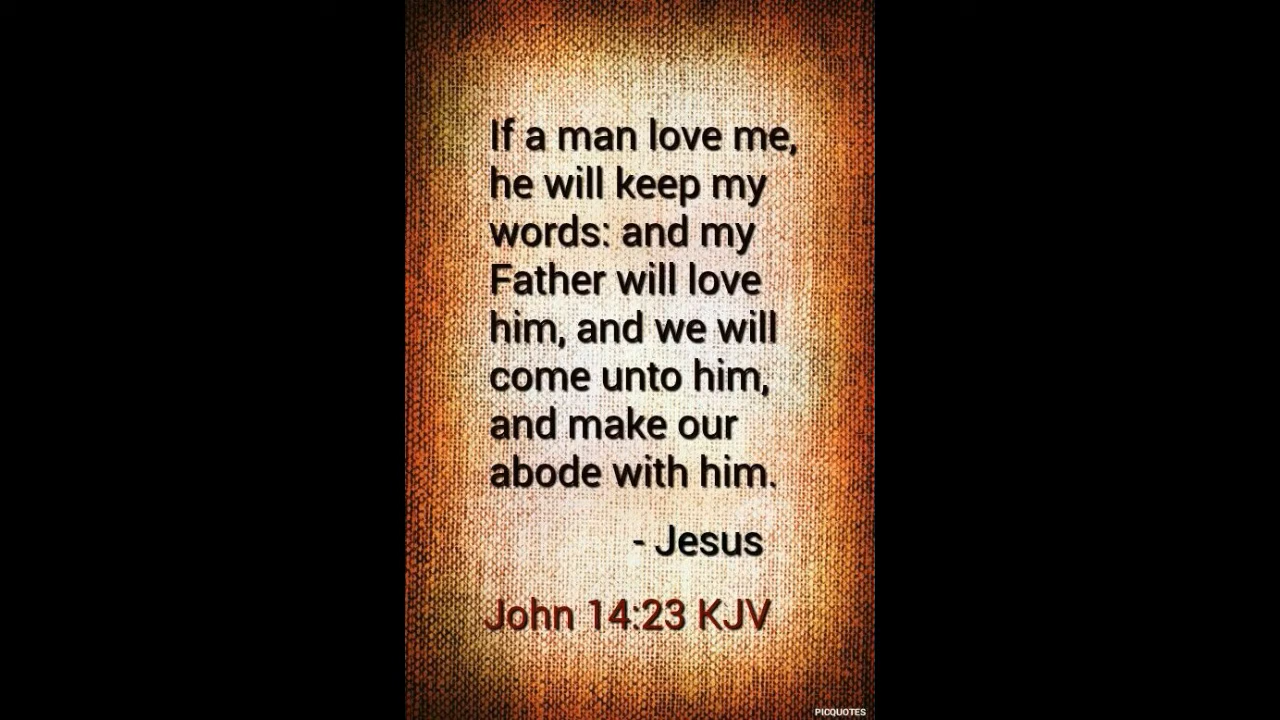 If a man love me,
he will keep my
words: and my
Father will love
him, and we will
come unto him,
and make our
abode with him.
- Jesus
John 14:23 KJV
PICQUOTES